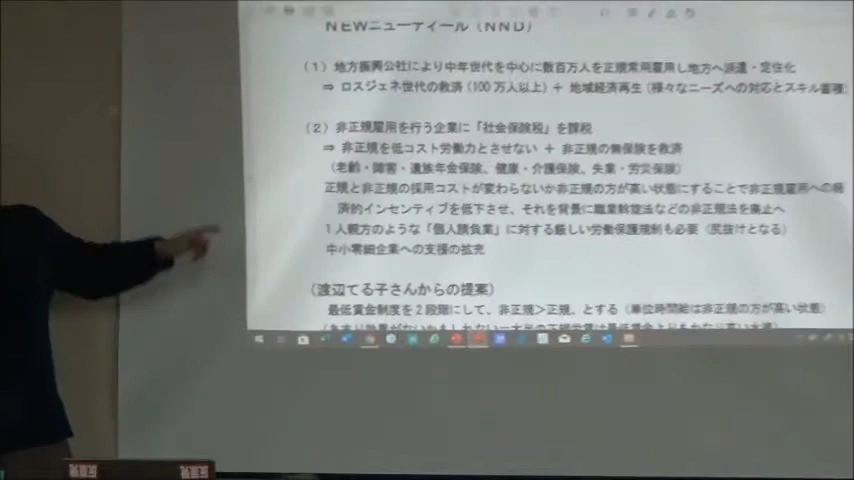 NEWニューディール（NND）
（1）地方振興公社により中年世代を中心に数百万人を正規常用雇用し地方へ派遣・定住化
⇒ ロスジェネ世代の救済（100万人以上）＋ 地域経済再生（様々なニーズへの対応とスキル蓄積）
（2）非正規雇用を行う企業に「社会保険税」を課税
⇒ 非正規を低コスト労働力とさせない ＋ 非正規の無保険を救済
（老齢・障害・遺族年金保険、健康・介護保険、失業・労災保険）
正規と非正規の採用コストが変わらないか非正規の方が高い状態にすることで非正規雇用への経
済的インセンティブを低下させ、それを背景に職業斡旋法などの非正規法を廃止へ
1人親方のような「個人請負業」に対する厳しい労働保護規制も必要（尻抜けとなる）
中小零細企業への支援の拡充
（渡辺てる子さんからの提案）
最低賃金制度を2段階にして、非正規＞正規、とする（単位時間給は非正規の方が高い状態）